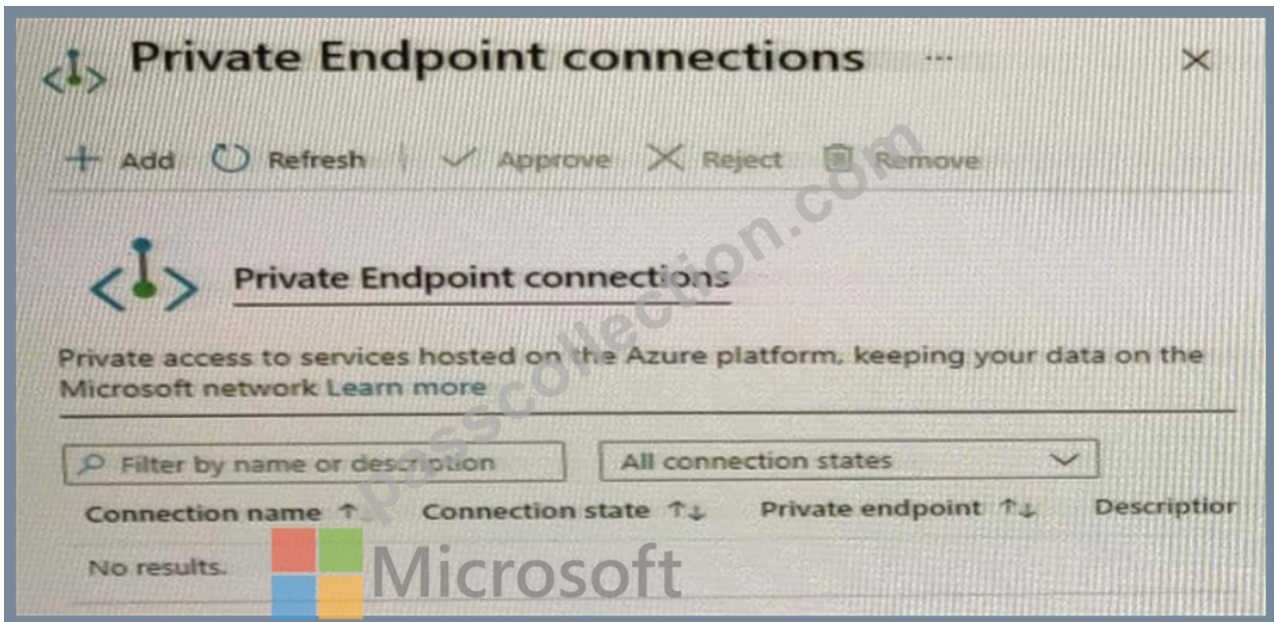 Private Endpoint connections ...
+ Add Refresh Approve Reject Remove
Private Endpoint connections
Private access to services hosted on the Azure platform, keeping your data on the
Microsoft network Learn more
Filter by name or description All connection states
Connection name ↑ Connection state ↑↓ Private endpoint ↑↓ Descriptior
No results.
Microsoft
passcollection.com